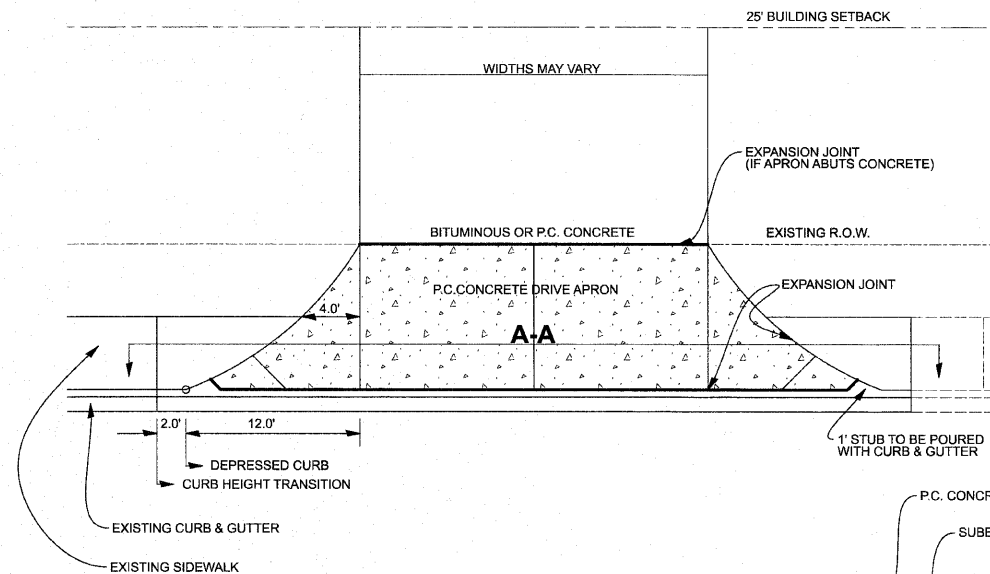 25' BUILDING SETBACK
WIDTHS MAY VARY
EXPANSION JOINT
(IF APRON ABUTS CONCRETE)
BITUMINOUS OR P.C. CONCRETE
EXISTING R.O.W.
P.C.CONCRETE DRIVE APRON
EXPANSION JOINT
4.0'
A-A
2.0'
12.0'
1' STUB TO BE POURED
WITH CURB & GUTTER
DEPRESSED CURB
CURB HEIGHT TRANSITION
P.C. CONCR
EXISTING CURB & GUTTER
SUBE
EXISTING SIDEWALK